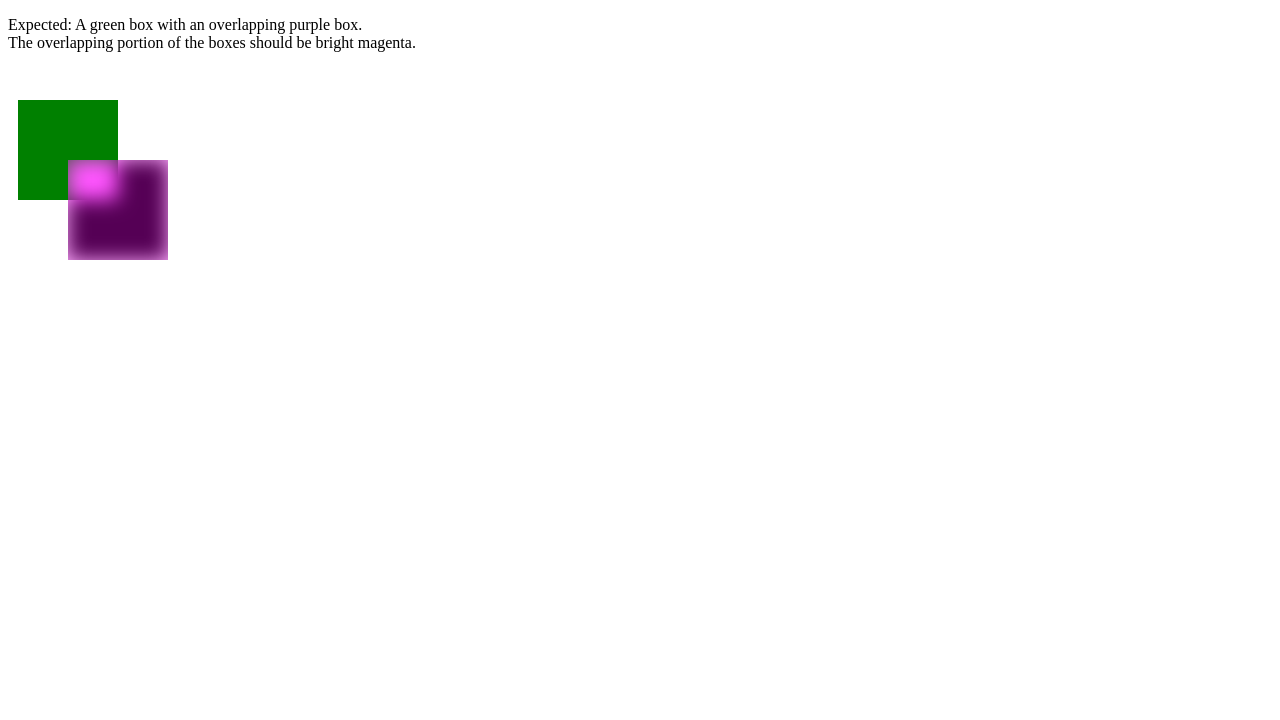 Expected: A green box with an overlapping purple box.
The overlapping portion of the boxes should be bright magenta.